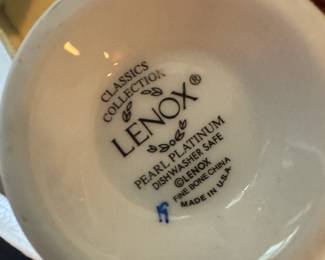 CLASSICS
COLLECTION
LENOX®
PEARL PLATINUM
DISHWASHER SAFE
©LENOX
FINE BONE CHINA
MADE IN U.S.A.